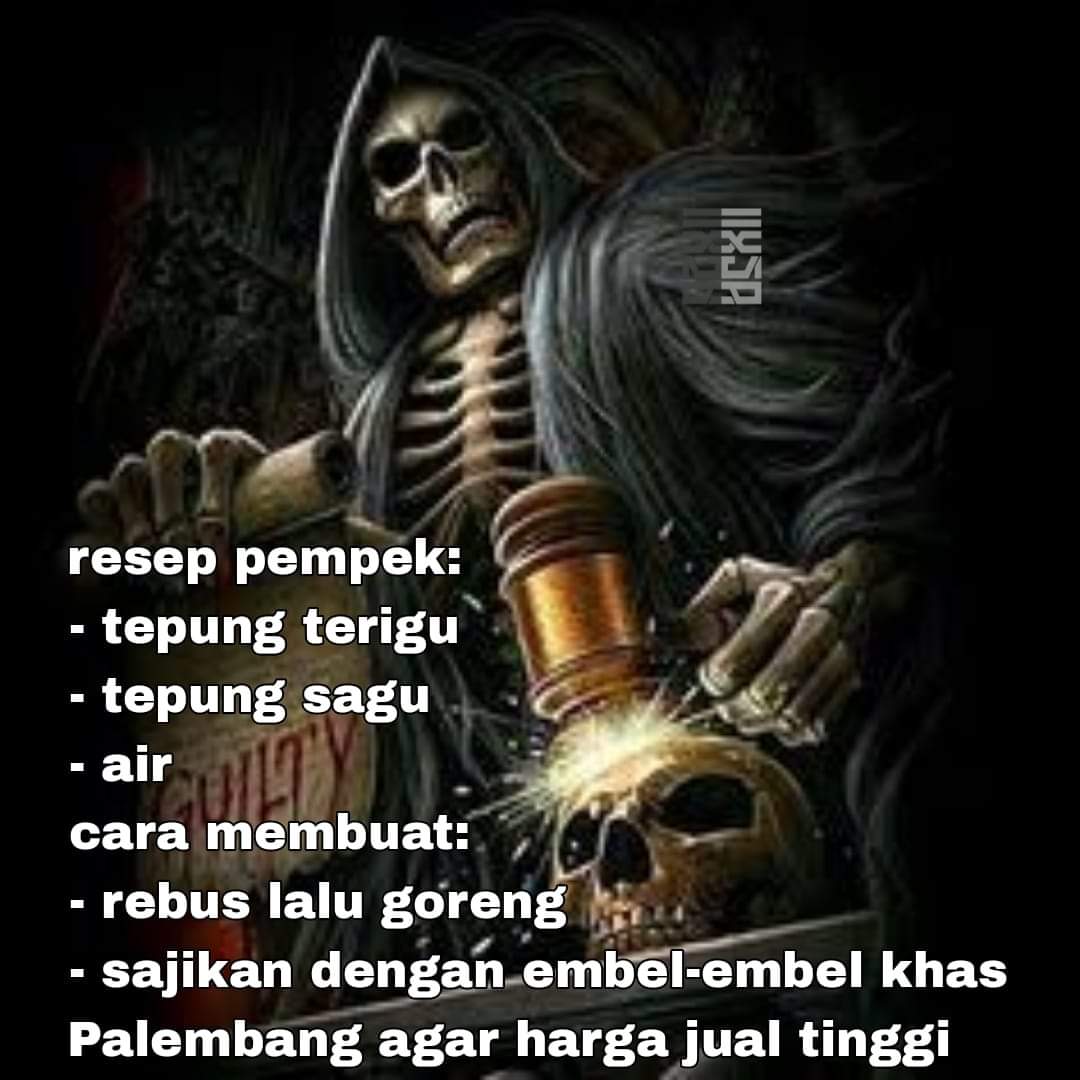 resep pempek:
- tepung terigu
- tepung sagu
- air
GUILTY
cara membuat:
- rebus lalu goreng
- sajikan dengan embel-embel khas
Palembang agar harga jual tinggi